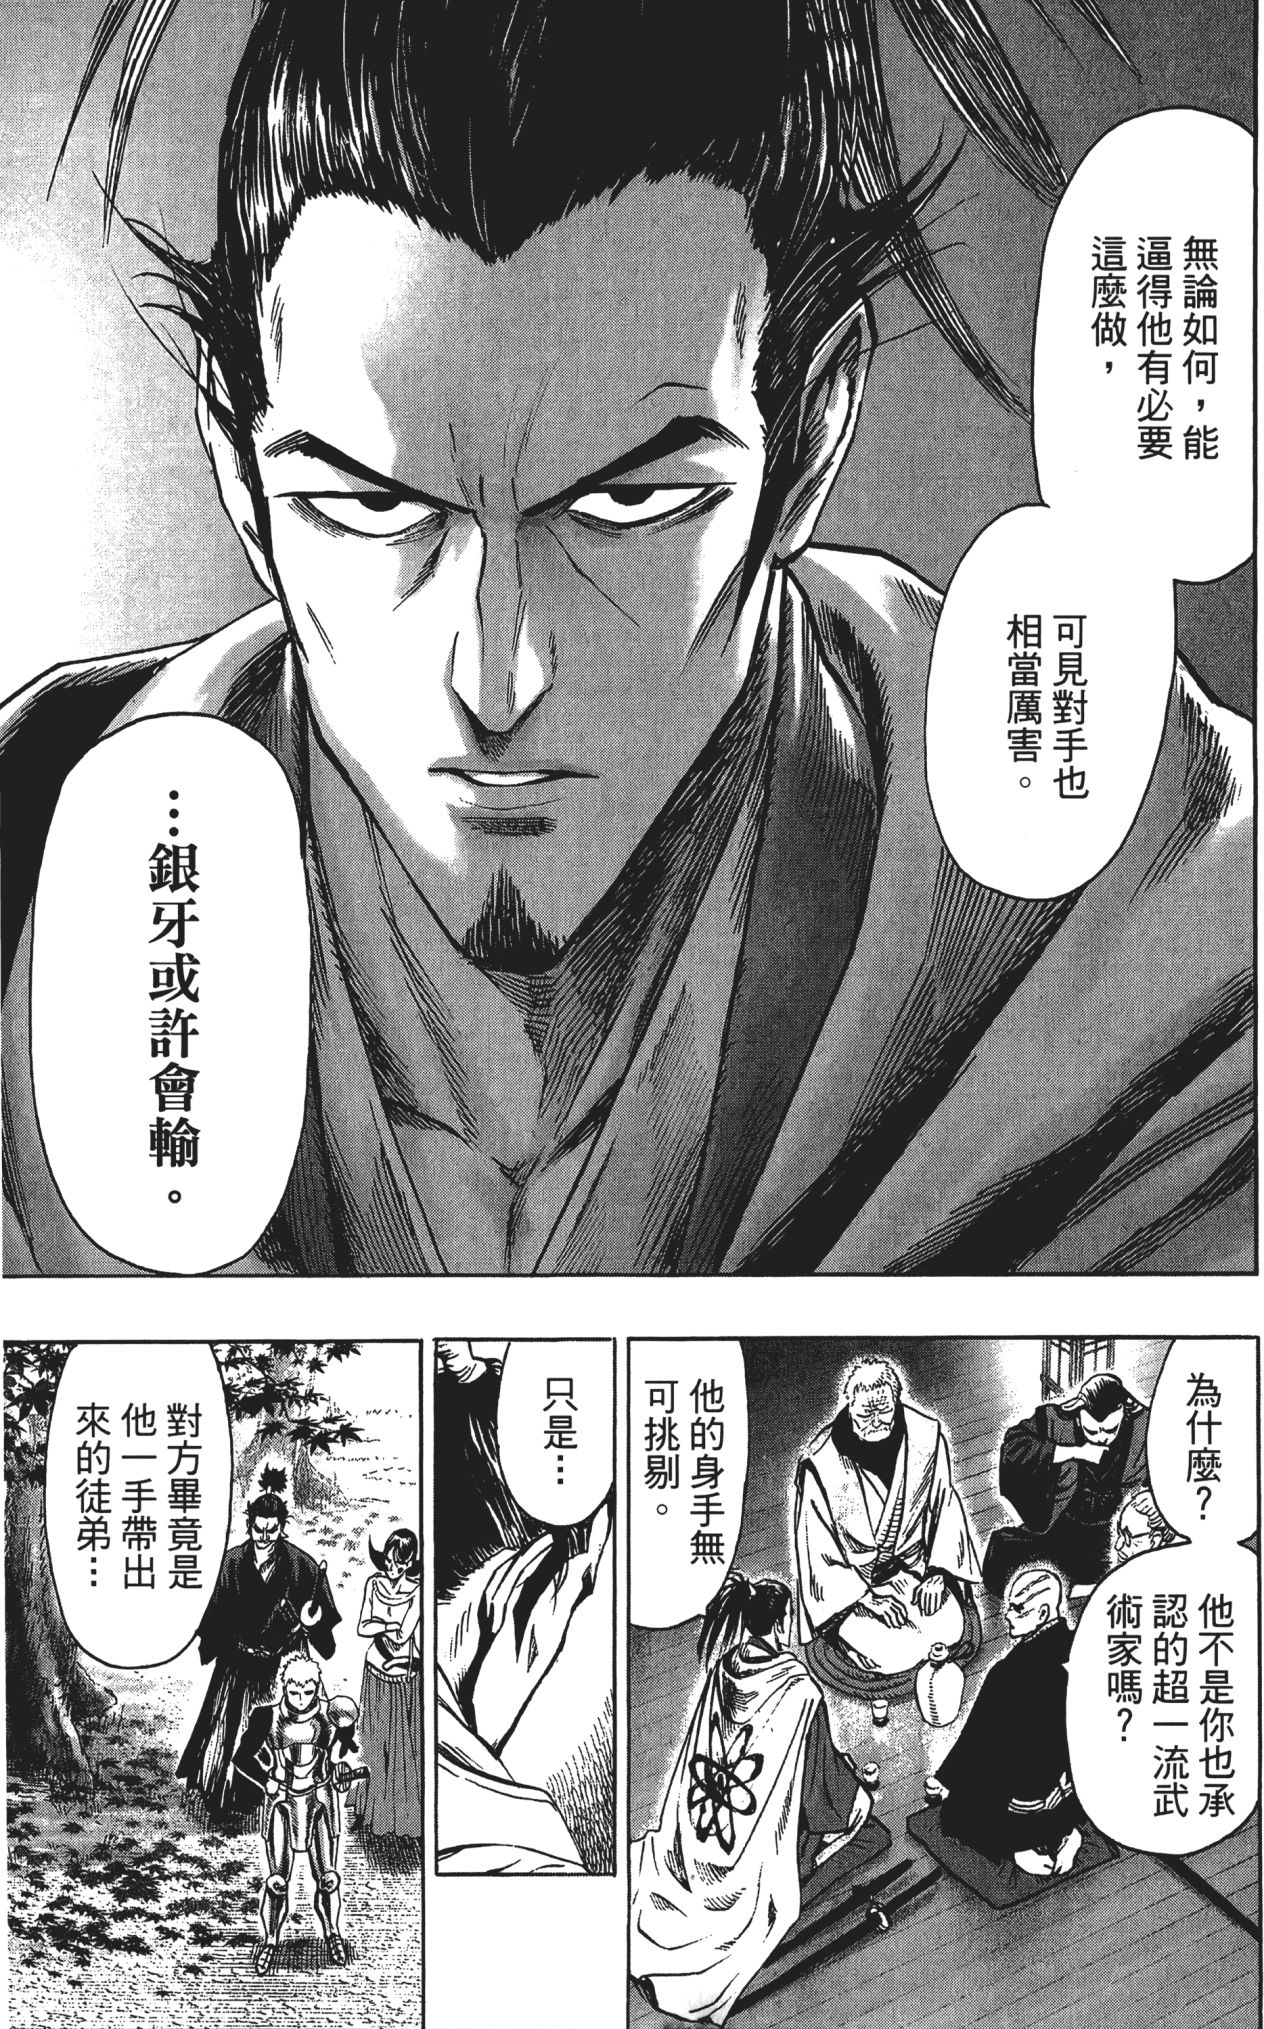 無論如何，能
逼得他有必要
這麼做，
可見對手也
相當厲害。
…銀牙或許會輸。
為什麼？
他不是你也承
認的超一流武
術家嗎？
他的身手無
可挑剔。
只是…
對方畢竟是
他一手帶出
來的徒弟…